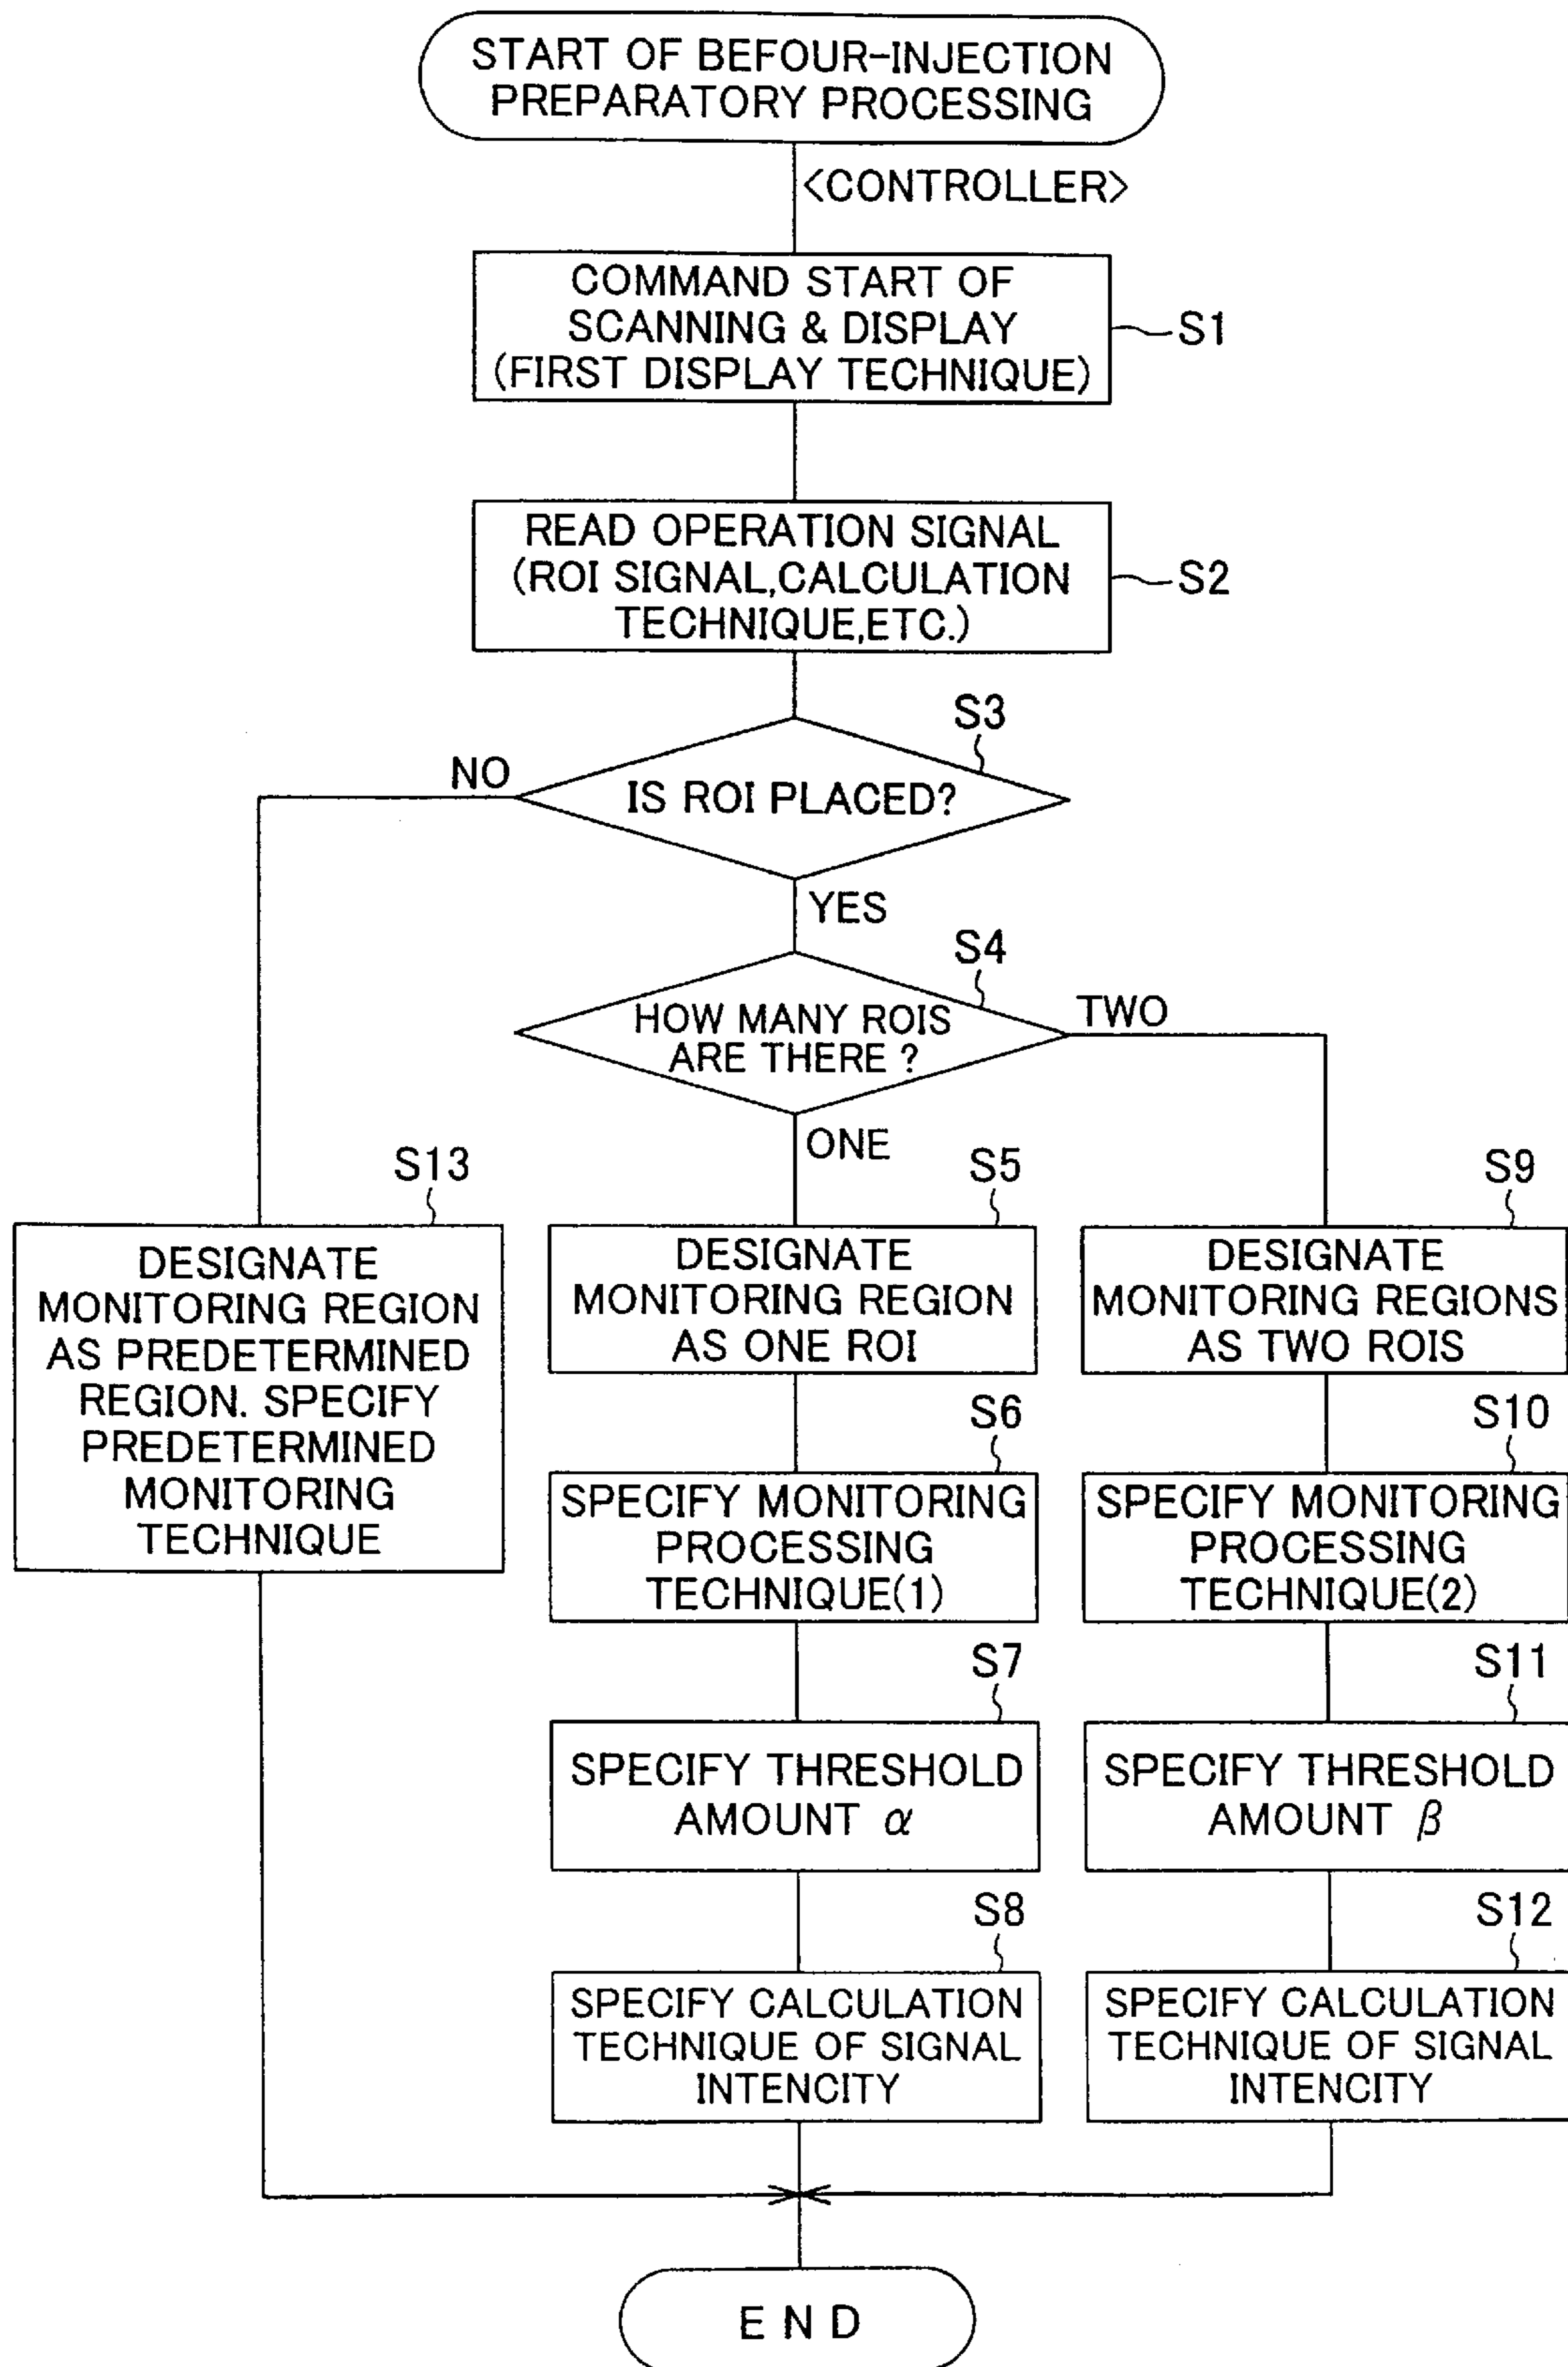 START OF BEFOUR-INJECTION
PREPARATORY PROCESSING
<CONTROLLER>
COMMAND START OF
SCANNING & DISPLAY
(FIRST DISPLAY TECHNIQUE)
S1
READ OPERATION SIGNAL
(ROI SIGNAL,CALCULATION
TECHNIQUE,ETC.)
S2
S3
NO
IS ROI PLACED?
YES
S4
HOW MANY ROIS
ARE THERE ?
TWO
ONE
S13
DESIGNATE
MONITORING REGION
AS PREDETERMINED
REGION. SPECIFY
PREDETERMINED
MONITORING
TECHNIQUE
S5
DESIGNATE
MONITORING REGION
AS ONE ROI
S6
SPECIFY MONITORING
PROCESSING
TECHNIQUE(1)
S7
SPECIFY THRESHOLD
AMOUNT α
S8
SPECIFY CALCULATION
TECHNIQUE OF SIGNAL
INTENCITY
S9
DESIGNATE
MONITORING REGIONS
AS TWO ROIS
S10
SPECIFY MONITORING
PROCESSING
TECHNIQUE(2)
S11
SPECIFY THRESHOLD
AMOUNT β
S12
SPECIFY CALCULATION
TECHNIQUE OF SIGNAL
INTENCITY
END